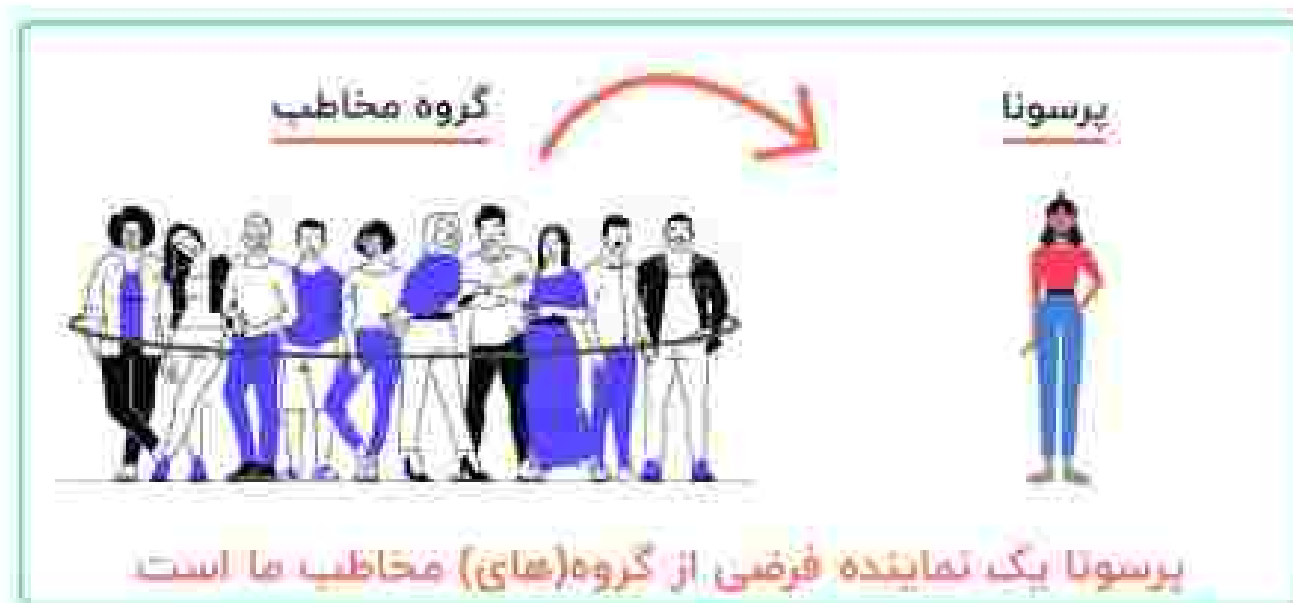 گروه مخاطب
پرسونا
پرسونا یک نماینده فرضی از گروه(های) مخاطب ما است